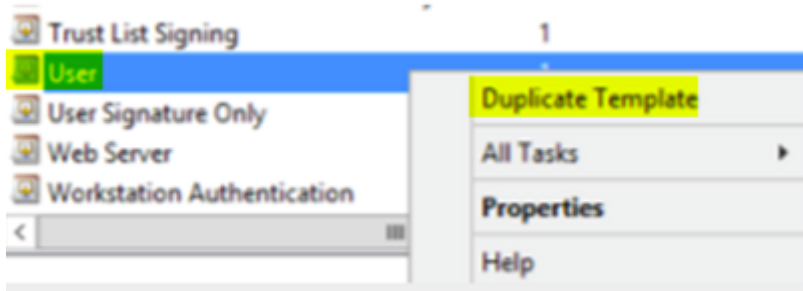 Trust List Signing 1
User
Duplicate Template
User Signature Only
All Tasks
Web Server
Workstation Authentication
Properties
Help